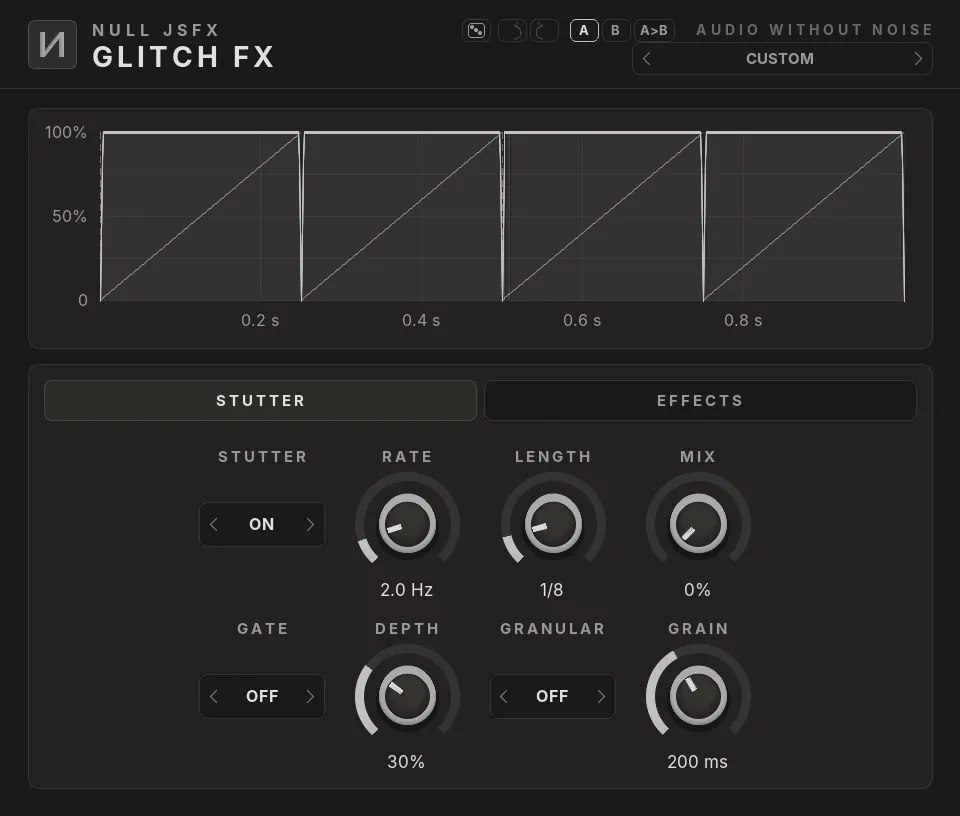 NULL JSFX
GLITCH FX
A B A>B AUDIO WITHOUT NOISE
CUSTOM
100%
50%
0
0.2 s 0.4 s 0.6 s 0.8 s
STUTTER EFFECTS
STUTTER RATE LENGTH MIX
ON
2.0 Hz 1/8 0%
GATE DEPTH GRANULAR GRAIN
OFF OFF
30% 200 ms